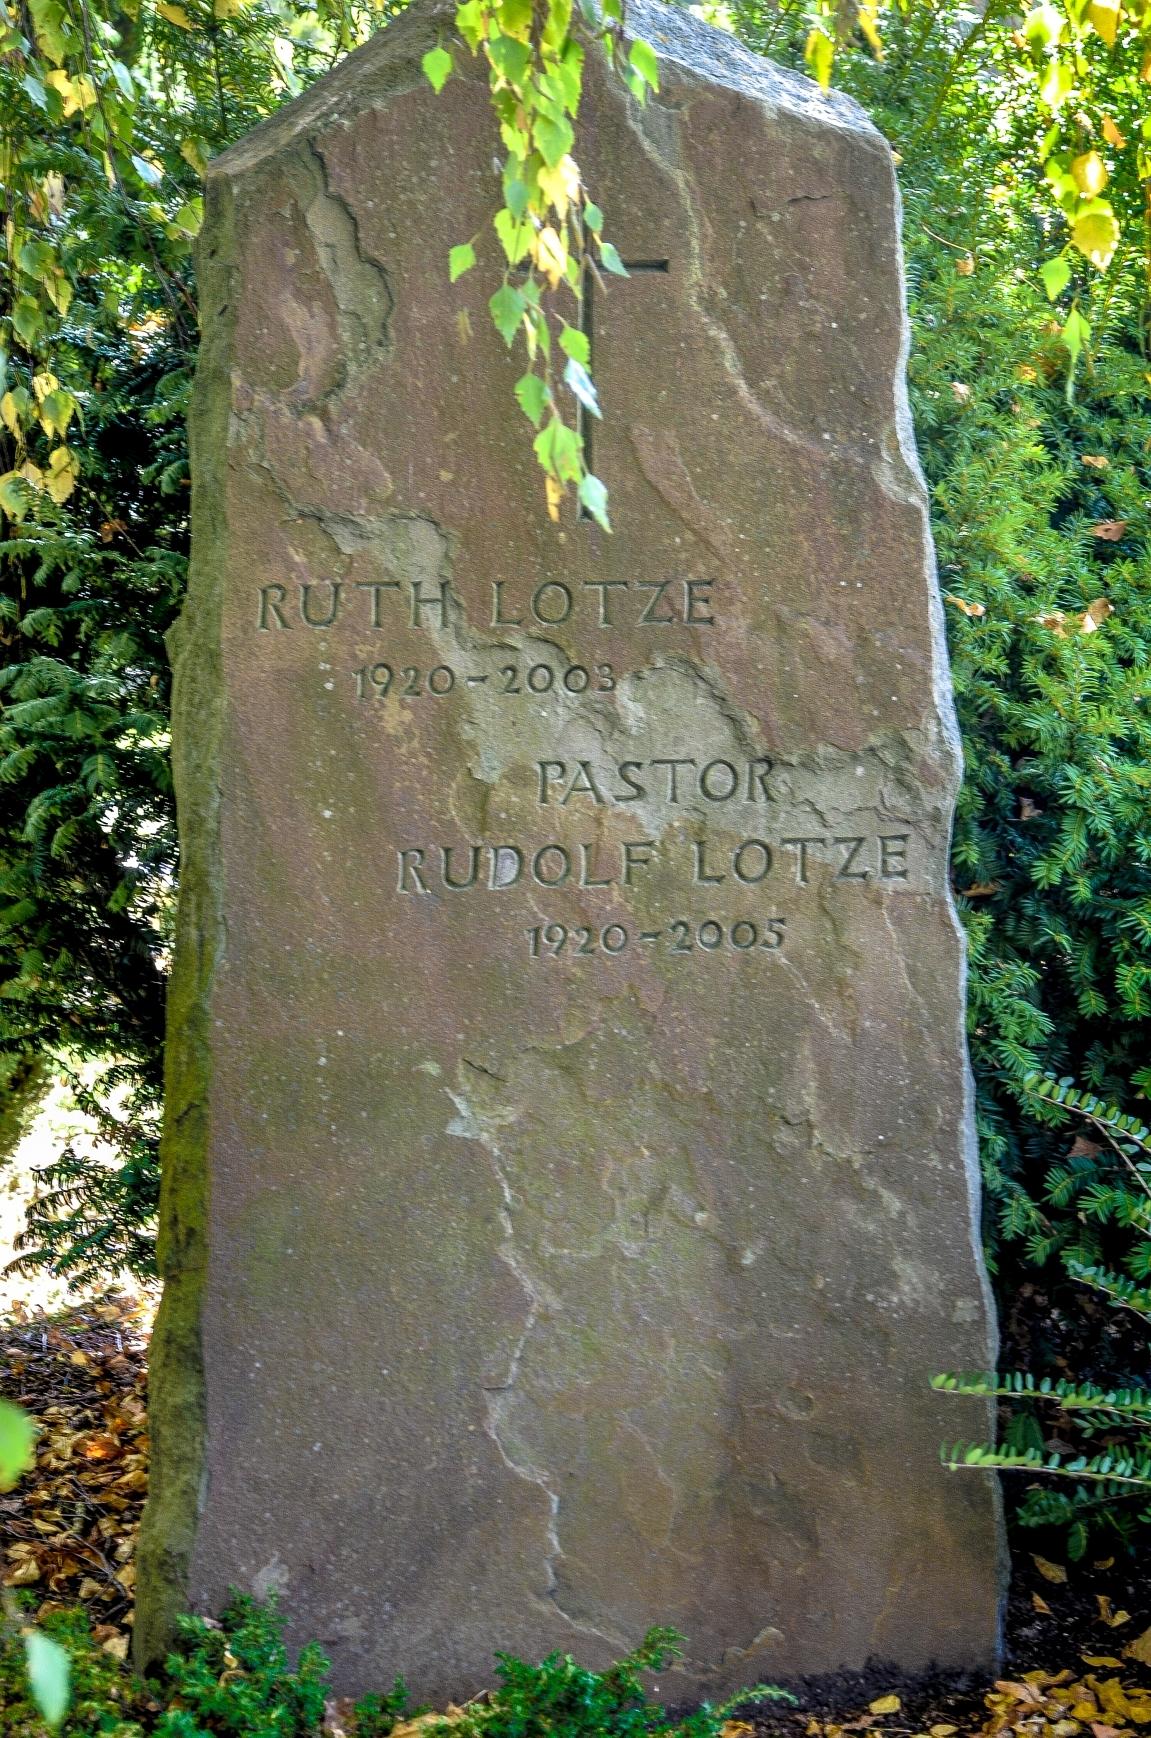 RUTH LOTZE
1920-2003
PASTOR
RUDOLF LOTZE
1920-2005